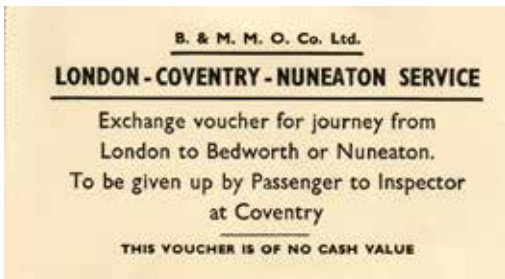 B. & M. M. O. Co. Ltd.
LONDON - COVENTRY - NUNEATON SERVICE
Exchange voucher for journey from
London to Bedworth or Nuneaton.
To be given up by Passenger to Inspector
at Coventry
THIS VOUCHER IS OF NO CASH VALUE